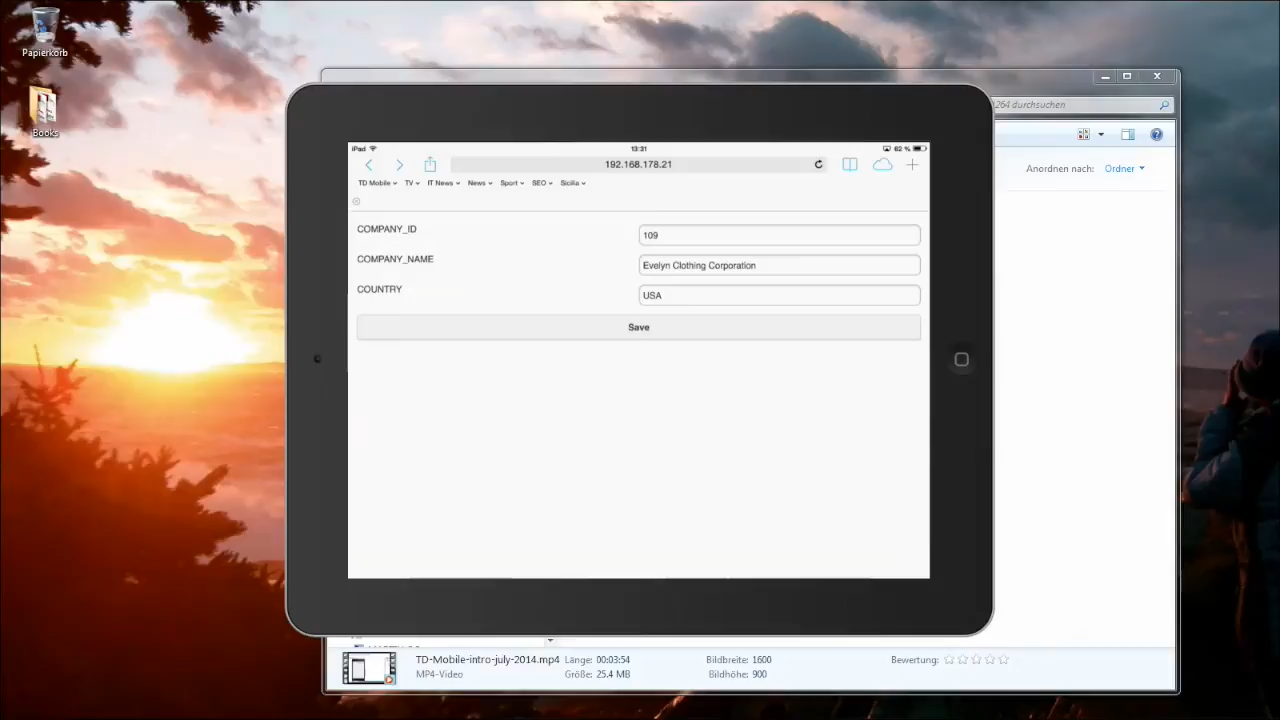 Papierkorb
Books
264 durchsuchen
Anordnen nach: Ordner
iPad 13:31 62 %
192.168.178.21
TD Mobile TV IT News News Sport SEO Sicilia
COMPANY_ID 109
COMPANY_NAME Evelyn Clothing Corporation
COUNTRY USA
Save
TD-Mobile-intro-july-2014.mp4 Länge: 00:03:54 Bildbreite: 1600 Bewertung:
MP4-Video Größe: 25.4 MB Bildhöhe: 900